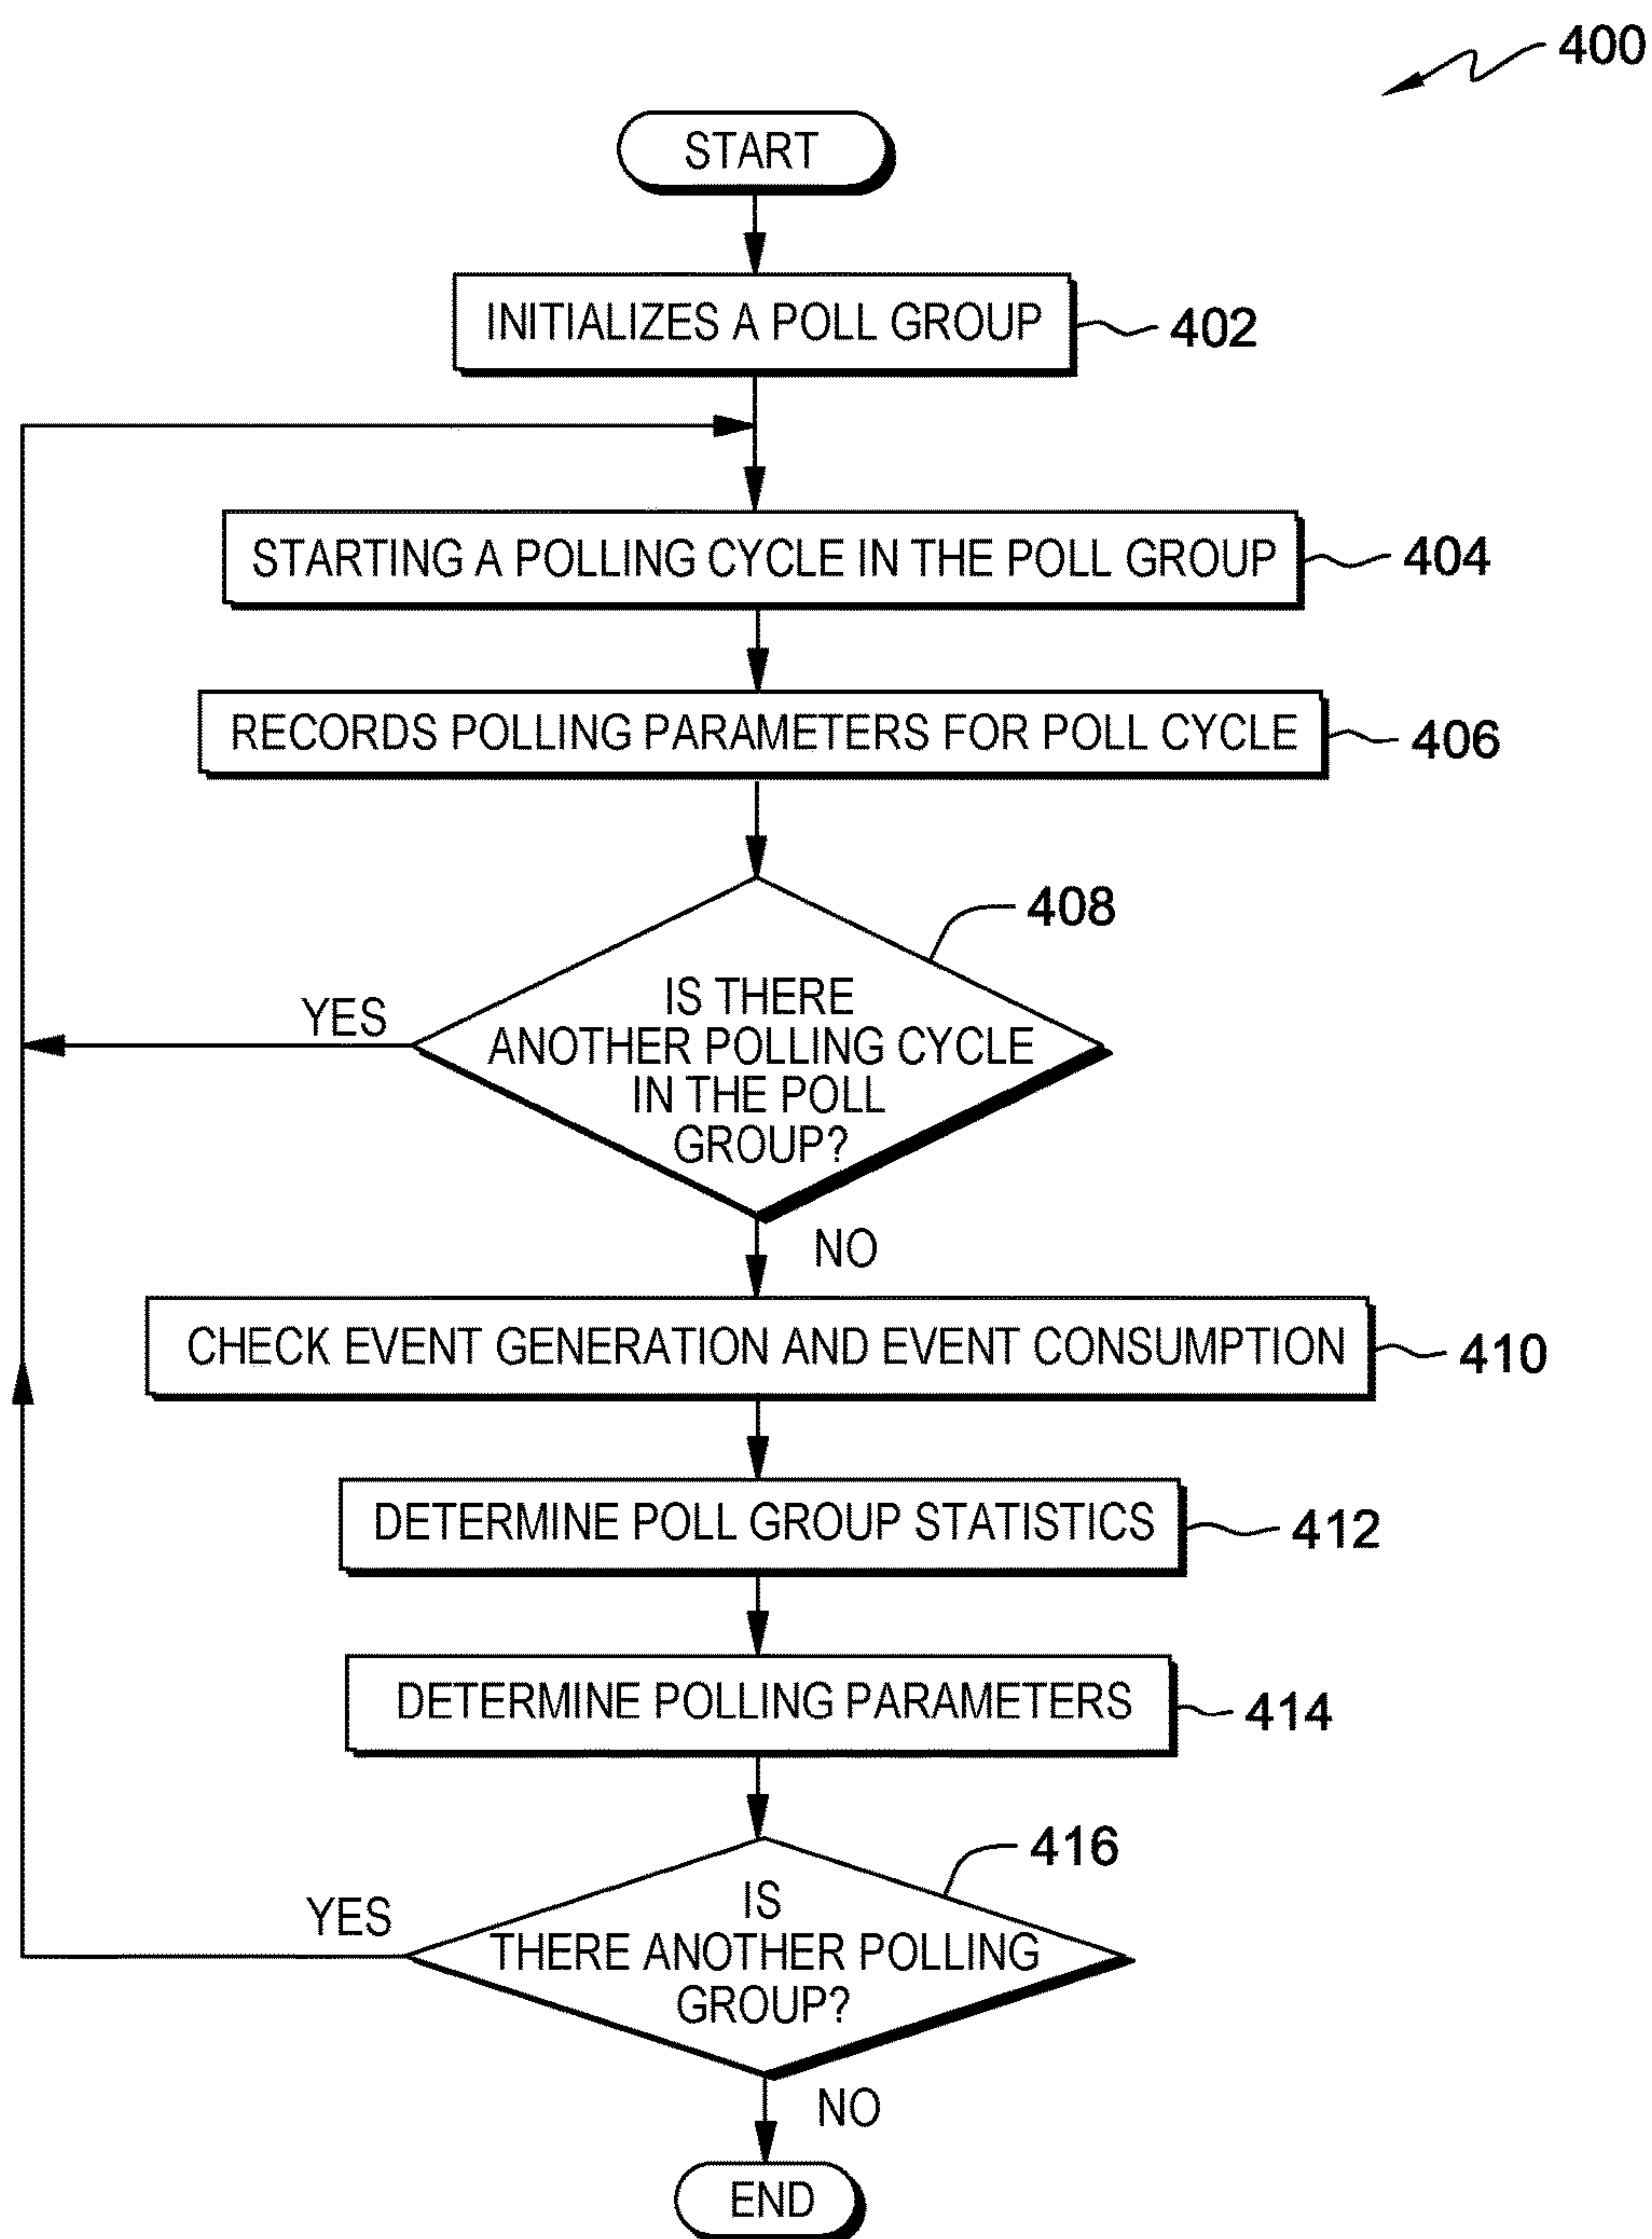 400
START
INITIALIZES A POLL GROUP
402
STARTING A POLLING CYCLE IN THE POLL GROUP
404
RECORDS POLLING PARAMETERS FOR POLL CYCLE
406
408
IS THERE
ANOTHER POLLING CYCLE
IN THE POLL
GROUP?
YES
NO
CHECK EVENT GENERATION AND EVENT CONSUMPTION
410
DETERMINE POLL GROUP STATISTICS
412
DETERMINE POLLING PARAMETERS
414
416
IS
THERE ANOTHER POLLING
GROUP?
YES
NO
END